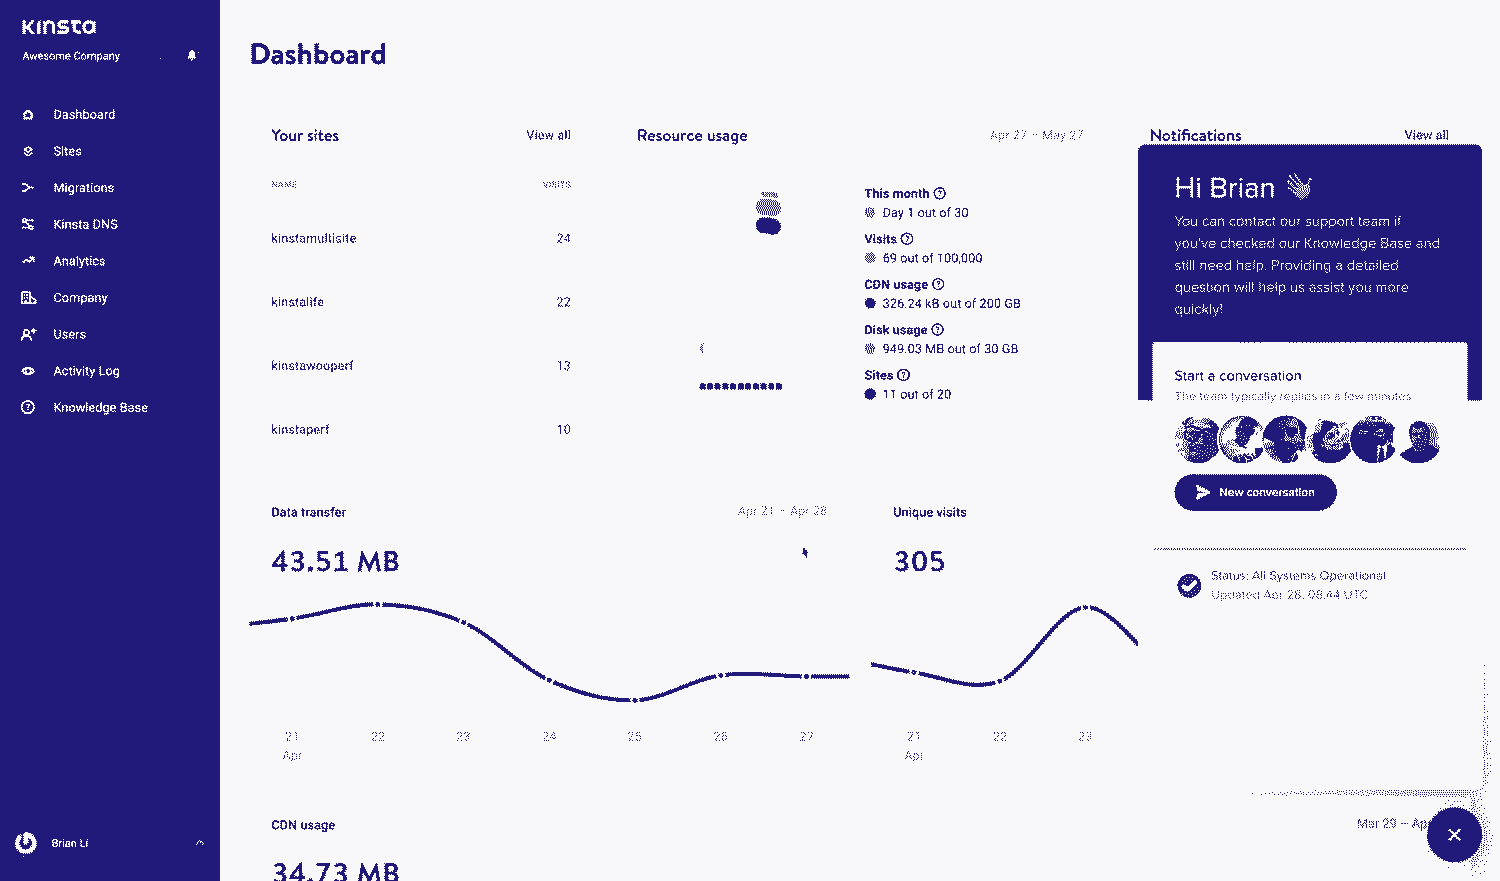 Kinsta
Awesome Company
Dashboard
Sites
Migrations
Kinsta DNS
Analytics
Company
Users
Activity Log
Knowledge Base
Brian Li
Dashboard
Your sites
View all
NAME
VISITS
kinstamultisite
24
kinstalife
22
kinstawooperf
13
kinstaperf
10
Resource usage
Apr 27 – May 27
This month
Day 1 out of 30
Visits
69 out of 100,000
CDN usage
326.24 kB out of 200 GB
Disk usage
949.03 MB out of 30 GB
Sites
11 out of 20
Notifications
View all
Hi Brian 👋
You can contact our support team if
you've checked our Knowledge Base and
still need help. Providing a detailed
question will help us assist you more
quickly!
Start a conversation
The team typically replies in a few minutes
New conversation
Status: All Systems Operational
Updated Apr 28, 08:44 UTC
Data transfer
Apr 21 – Apr 28
43.51 MB
21
22
23
24
25
26
27
Apr
Unique visits
305
21
22
23
Apr
CDN usage
34.73 MB
Mar 29 – Ap